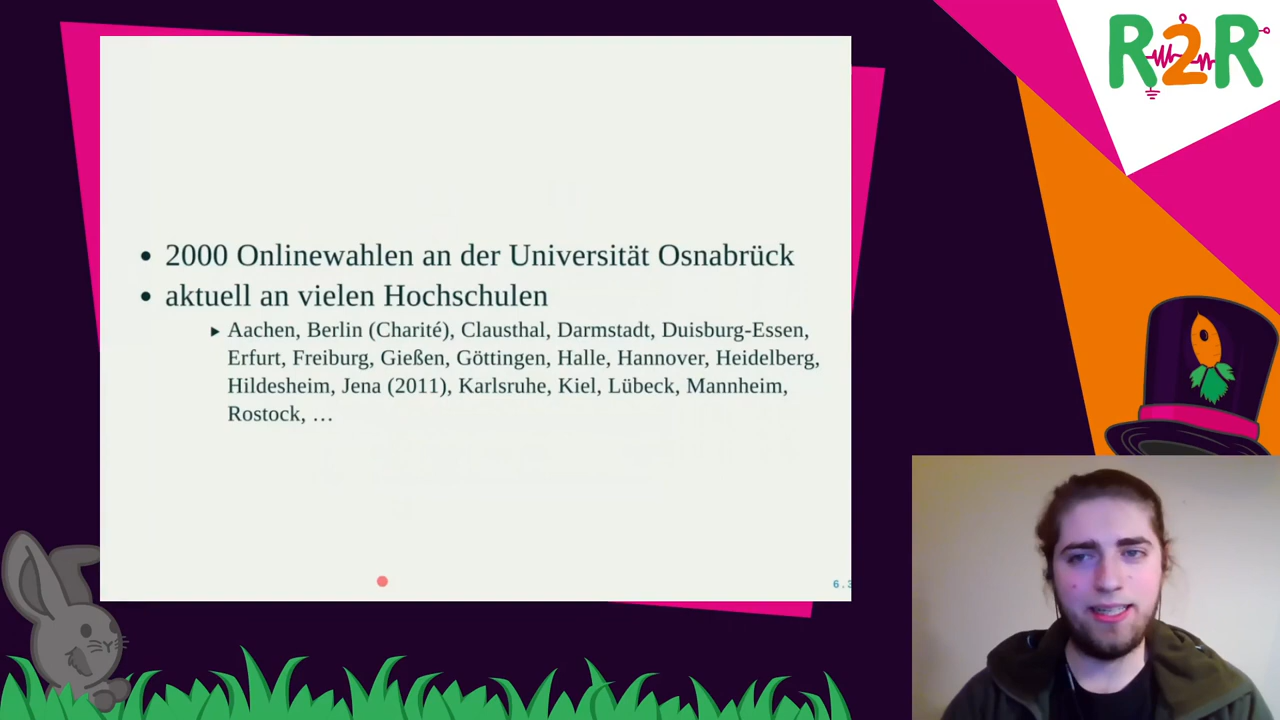 R2R
• 2000 Onlinewahlen an der Universität Osnabrück
• aktuell an vielen Hochschulen
▸ Aachen, Berlin (Charité), Clausthal, Darmstadt, Duisburg-Essen,
Erfurt, Freiburg, Gießen, Göttingen, Halle, Hannover, Heidelberg,
Hildesheim, Jena (2011), Karlsruhe, Kiel, Lübeck, Mannheim,
Rostock, …